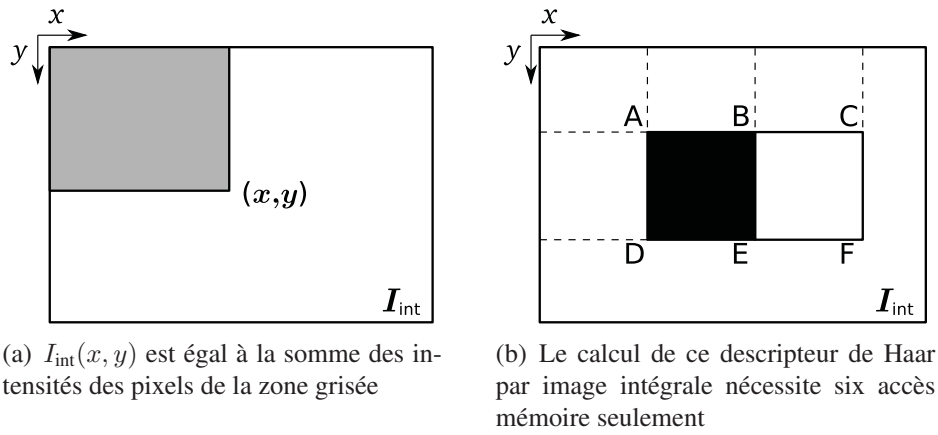 x
y
(x,y)
I_int
(a) I_int(x, y) est égal à la somme des in-
tensités des pixels de la zone grisée
x
y
A B C
D E F
I_int
(b) Le calcul de ce descripteur de Haar
par image intégrale nécessite six accès
mémoire seulement